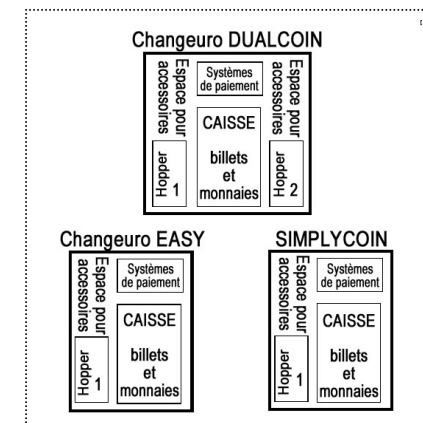 Changeuro DUALCOIN
Espace pour
accessoires
Systèmes
de paiement
Espace pour
accessoires
Hopper
1
CAISSE
billets
et
monnaies
Hopper
2
Changeuro EASY
Espace pour
accessoires
Systèmes
de paiement
Hopper
1
CAISSE
billets
et
monnaies
SIMPLYCOIN
Espace pour
accessoires
Systèmes
de paiement
Hopper
1
CAISSE
billets
et
monnaies